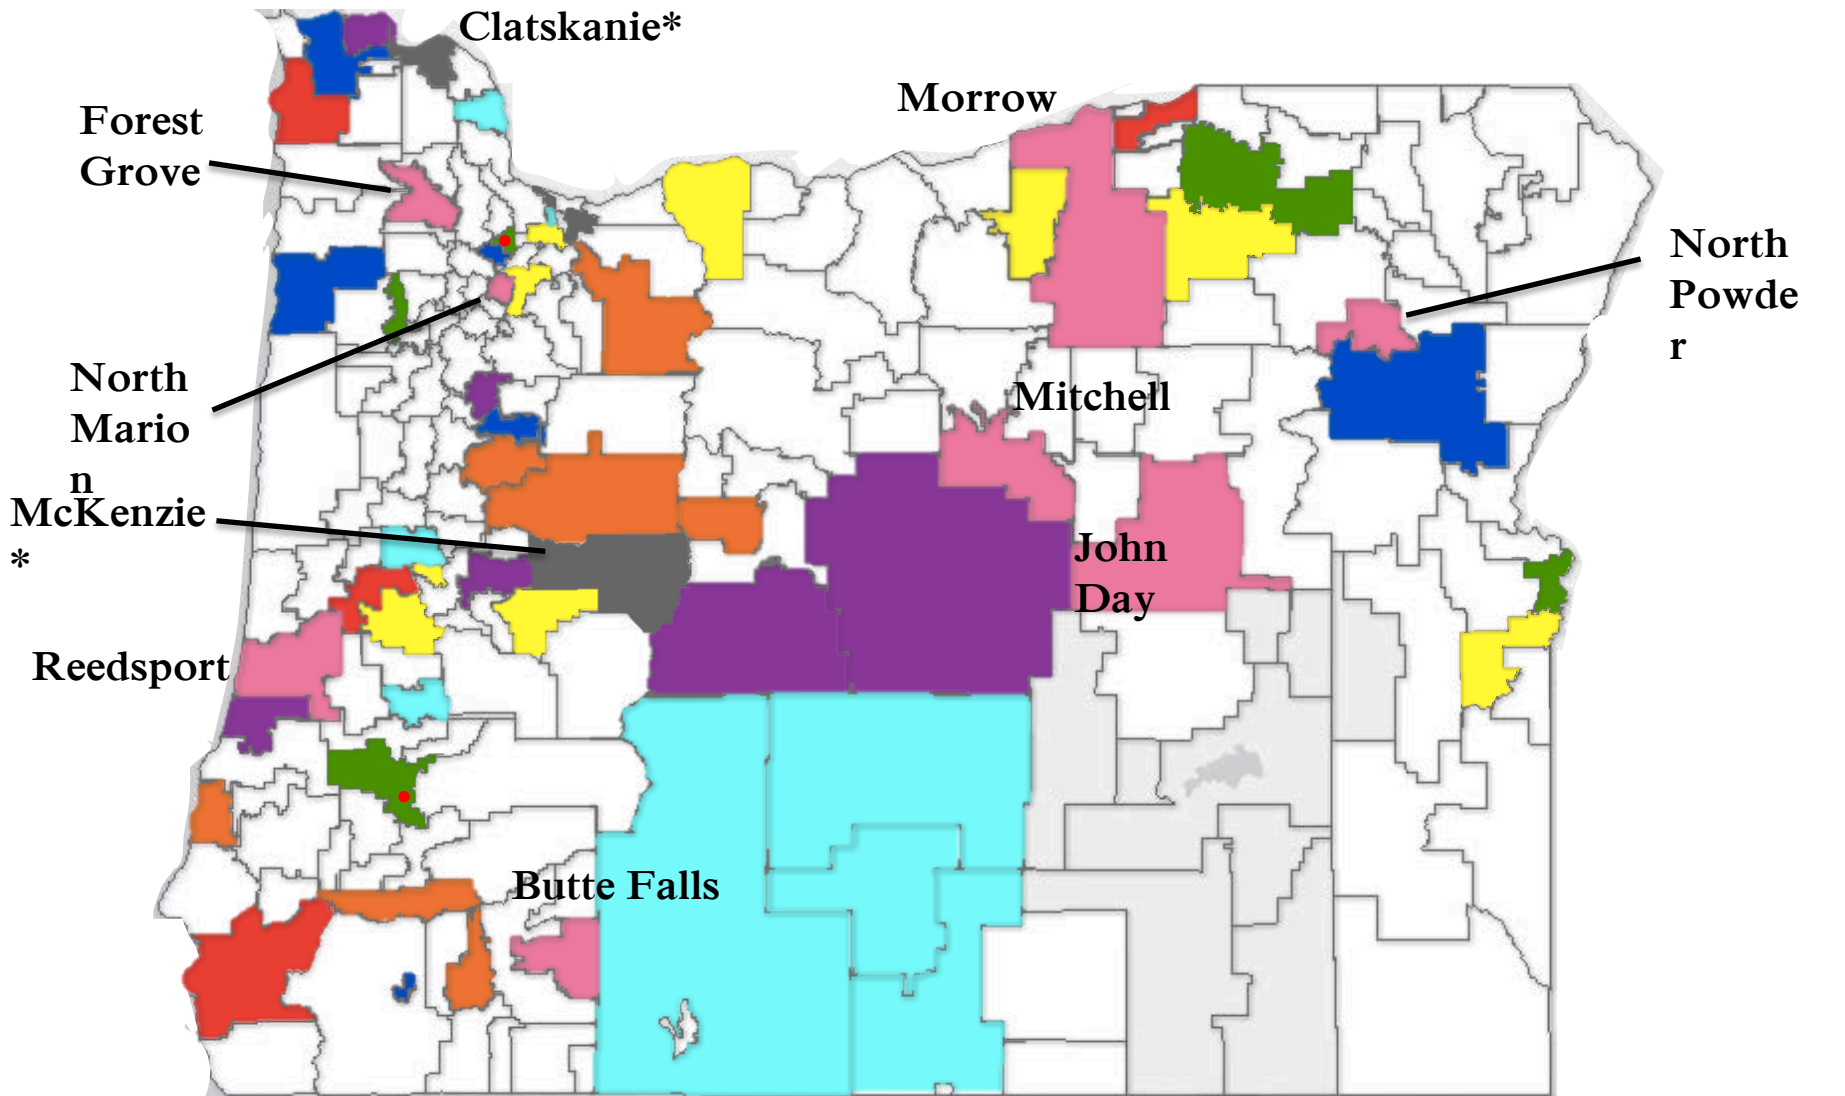 Clatskanie*
Morrow
Forest
Grove
North
Powde
r
North
Mario
n
Mitchell
McKenzie
*
John
Day
Reedsport
Butte Falls